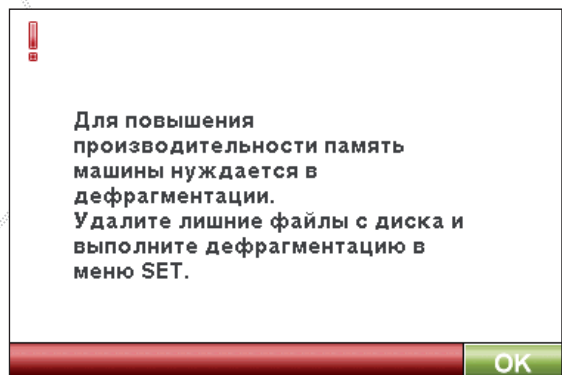 Для повышения
производительности память
машины нуждается в
дефрагментации.
Удалите лишние файлы с диска и
выполните дефрагментацию в
меню SET.
OK